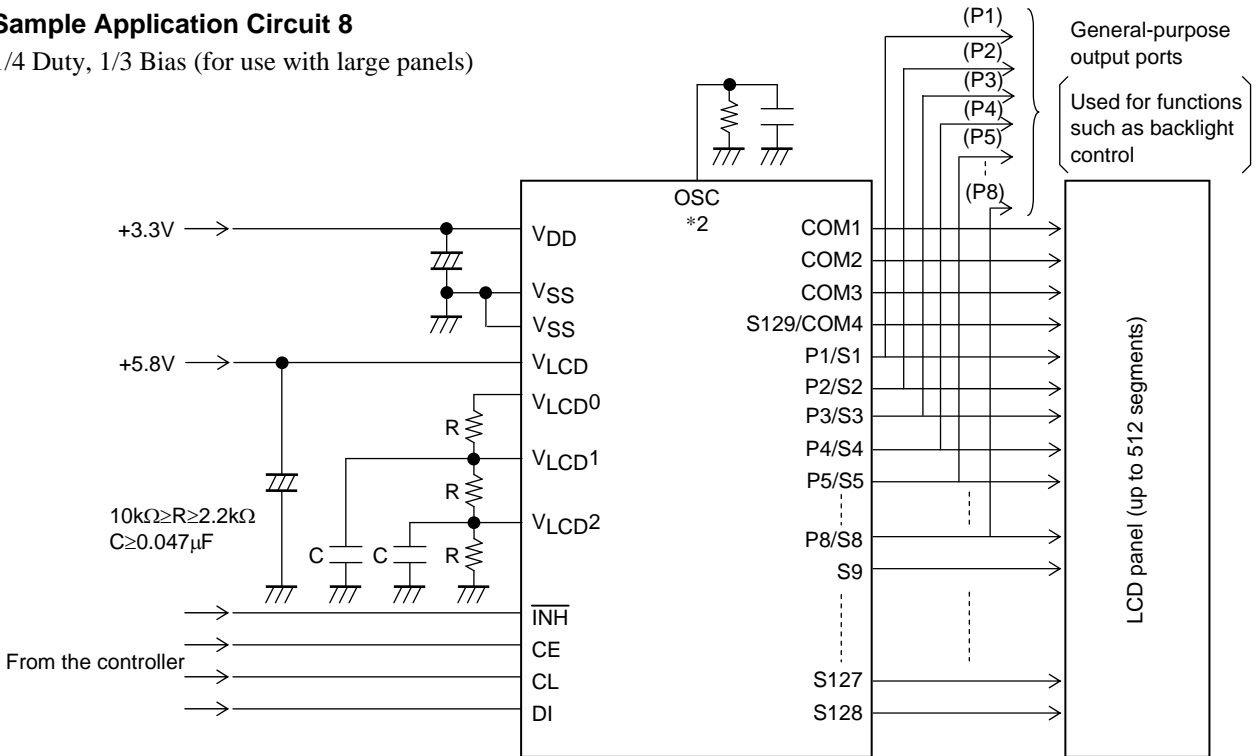 Sample Application Circuit 8
1/4 Duty, 1/3 Bias (for use with large panels)
(P1)
(P2)
(P3)
(P4)
(P5)
(P8)
General-purpose
output ports
Used for functions
such as backlight
control
OSC
*2
+3.3V
VDD
VSS
VSS
+5.8V
VLCD
VLCD0
R
VLCD1
R
VLCD2
R
C
C
10kΩ≥R≥2.2kΩ
C≥0.047μF
INH
From the controller
CE
CL
DI
COM1
COM2
COM3
S129/COM4
P1/S1
P2/S2
P3/S3
P4/S4
P5/S5
P8/S8
S9
S127
S128
LCD panel (up to 512 segments)